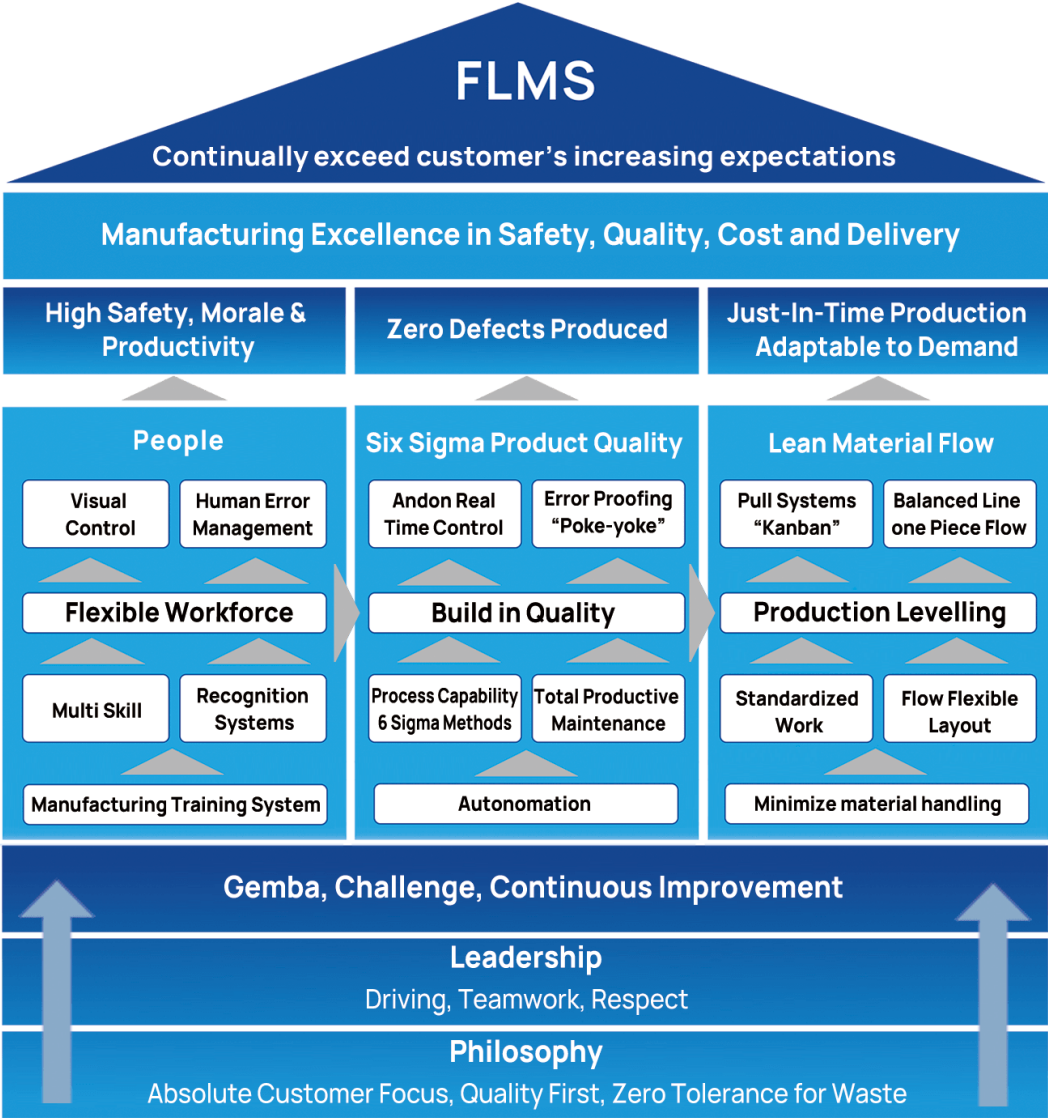 FLMS
Continually exceed customer's increasing expectations
Manufacturing Excellence in Safety, Quality, Cost and Delivery
High Safety, Morale &
Productivity
Zero Defects Produced
Just-In-Time Production
Adaptable to Demand
People
Visual
Control
Human Error
Management
Flexible Workforce
Multi Skill
Recognition
Systems
Manufacturing Training System
Six Sigma Product Quality
Andon Real
Time Control
Error Proofing
“Poke-yoke”
Build in Quality
Process Capability
6 Sigma Methods
Total Productive
Maintenance
Autonomation
Lean Material Flow
Pull Systems
“Kanban”
Balanced Line
one Piece Flow
Production Levelling
Standardized
Work
Flow Flexible
Layout
Minimize material handling
Gemba, Challenge, Continuous Improvement
Leadership
Driving, Teamwork, Respect
Philosophy
Absolute Customer Focus, Quality First, Zero Tolerance for Waste